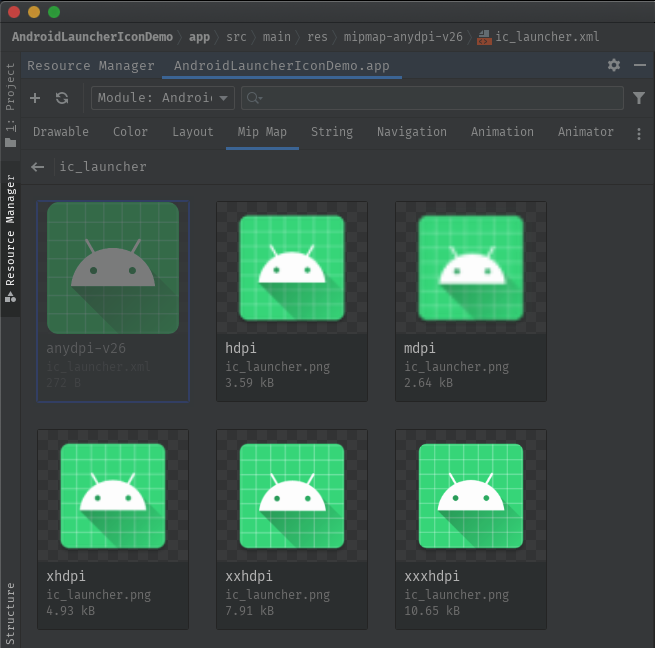 AndroidLauncherIconDemo app src main res mipmap-anydpi-v26 ic_launcher.xml
1: Project
Resource Manager
Structure
Resource Manager AndroidLauncherIconDemo.app
Module: Androi
Drawable Color Layout Mip Map String Navigation Animation Animator
ic_launcher
anydpi-v26
ic_launcher.xml
272 B
hdpi
ic_launcher.png
3.59 kB
mdpi
ic_launcher.png
2.64 kB
xhdpi
ic_launcher.png
4.93 kB
xxhdpi
ic_launcher.png
7.91 kB
xxxhdpi
ic_launcher.png
10.65 kB